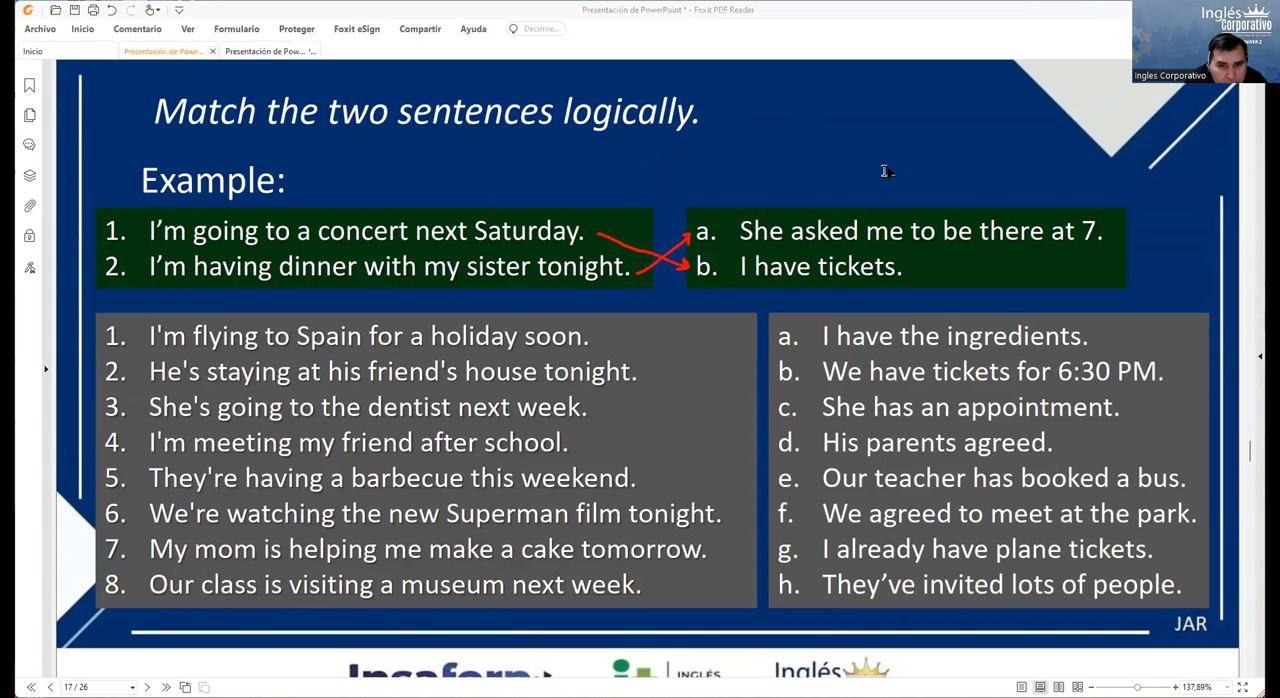 Presentación de PowerPoint * - Foxit PDF Reader
Archivo Inicio Comentario Ver Formulario Proteger Foxit eSign Compartir Ayuda Decirme...
Inicio Presentación de Powe... Presentación de Pow...
Inglés
Corporativo
Ingles Corporativo
Match the two sentences logically.
Example:
1. I’m going to a concert next Saturday.
2. I’m having dinner with my sister tonight.
a. She asked me to be there at 7.
b. I have tickets.
1. I'm flying to Spain for a holiday soon.
2. He's staying at his friend's house tonight.
3. She's going to the dentist next week.
4. I'm meeting my friend after school.
5. They're having a barbecue this weekend.
6. We're watching the new Superman film tonight.
7. My mom is helping me make a cake tomorrow.
8. Our class is visiting a museum next week.
a. I have the ingredients.
b. We have tickets for 6:30 PM.
c. She has an appointment.
d. His parents agreed.
e. Our teacher has booked a bus.
f. We agreed to meet at the park.
g. I already have plane tickets.
h. They’ve invited lots of people.
JAR
INGLÉS
Inglés
17 / 26
137,89%